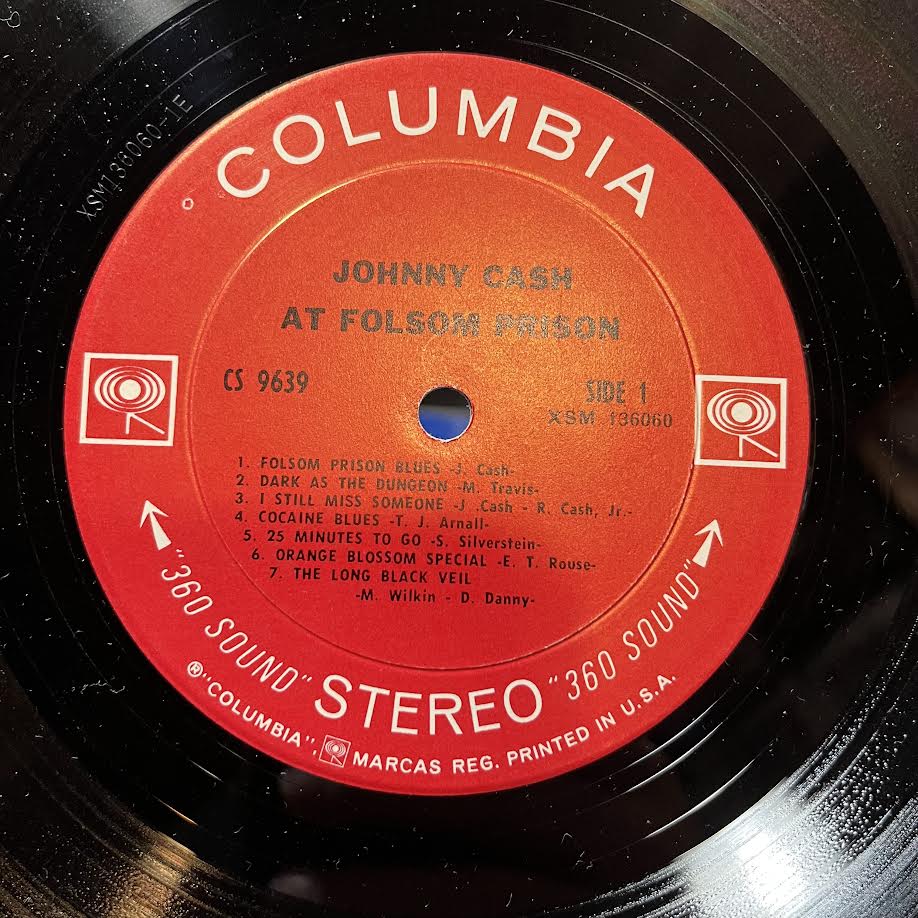 XSM136060-1E
COLUMBIA
JOHNNY CASH
AT FOLSOM PRISON
CS 9639
SIDE 1
XSM 136060
1. FOLSOM PRISON BLUES -J. Cash-
2. DARK AS THE DUNGEON -M. Travis-
3. I STILL MISS SOMEONE -J .Cash - R. Cash, Jr.-
4. COCAINE BLUES -T. J. Arnall-
5. 25 MINUTES TO GO -S. Silverstein-
6. ORANGE BLOSSOM SPECIAL -E. T. Rouse-
7. THE LONG BLACK VEIL
-M. Wilkin - D. Danny-
"360 SOUND" STEREO "360 SOUND"
®"COLUMBIA", MARCAS REG. PRINTED IN U.S.A.